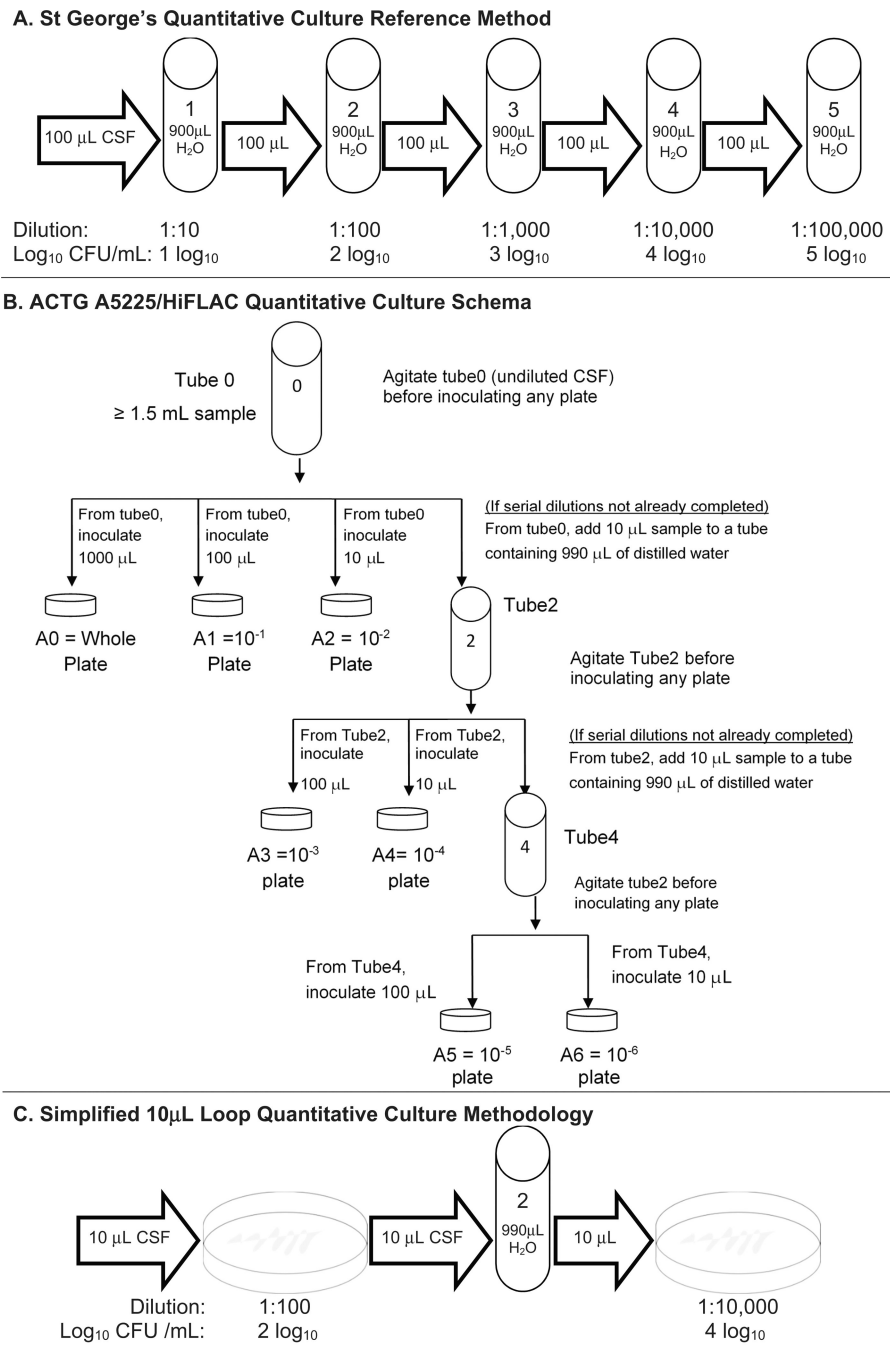 A. St George’s Quantitative Culture Reference Method
1 2 3 4 5
100 μL CSF 900μL 100 μL 900μL 100 μL 900μL 100 μL 900μL 100 μL 900μL
H₂O H₂O H₂O H₂O H₂O
Dilution: 1:10 1:100 1:1,000 1:10,000 1:100,000
Log₁₀ CFU/mL: 1 log₁₀ 2 log₁₀ 3 log₁₀ 4 log₁₀ 5 log₁₀
B. ACTG A5225/HiFLAC Quantitative Culture Schema
Tube 0
≥ 1.5 mL sample
0
Agitate tube0 (undiluted CSF)
before inoculating any plate
From tube0,
inoculate
1000 μL
From tube0,
inoculate
100 μL
From tube0
inoculate
10 μL
(If serial dilutions not already completed)
From tube0, add 10 μL sample to a tube
containing 990 μL of distilled water
A0 = Whole
Plate
A1 =10⁻¹
Plate
A2 = 10⁻²
Plate
2
Tube2
Agitate Tube2 before
inoculating any plate
From Tube2,
inoculate
100 μL
From Tube2,
inoculate
10 μL
(If serial dilutions not already completed)
From tube2, add 10 μL sample to a tube
containing 990 μL of distilled water
A3 =10⁻³
plate
A4= 10⁻⁴
plate
4
Tube4
Agitate tube2 before
inoculating any plate
From Tube4,
inoculate 100 μL
From Tube4,
inoculate 10 μL
A5 = 10⁻⁵
plate
A6 = 10⁻⁶
plate
C. Simplified 10μL Loop Quantitative Culture Methodology
2
10 μL CSF 10 μL CSF 990μL 10 μL
H₂O
Dilution: 1:100 1:10,000
Log₁₀ CFU /mL: 2 log₁₀ 4 log₁₀